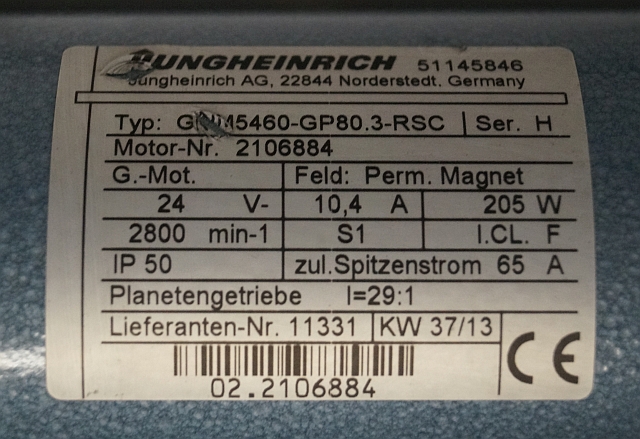 JUNGHEINRICH 51145846
Jungheinrich AG, 22844 Norderstedt, Germany
Typ: GNM5460-GP80.3-RSC Ser. H
Motor-Nr. 2106884
G.-Mot. Feld: Perm. Magnet
24 V- 10,4 A 205 W
2800 min-1 S1 I.CL. F
IP 50 zul.Spitzenstrom 65 A
Planetengetriebe I=29:1
Lieferanten-Nr. 11331 KW 37/13
02.2106884
CE